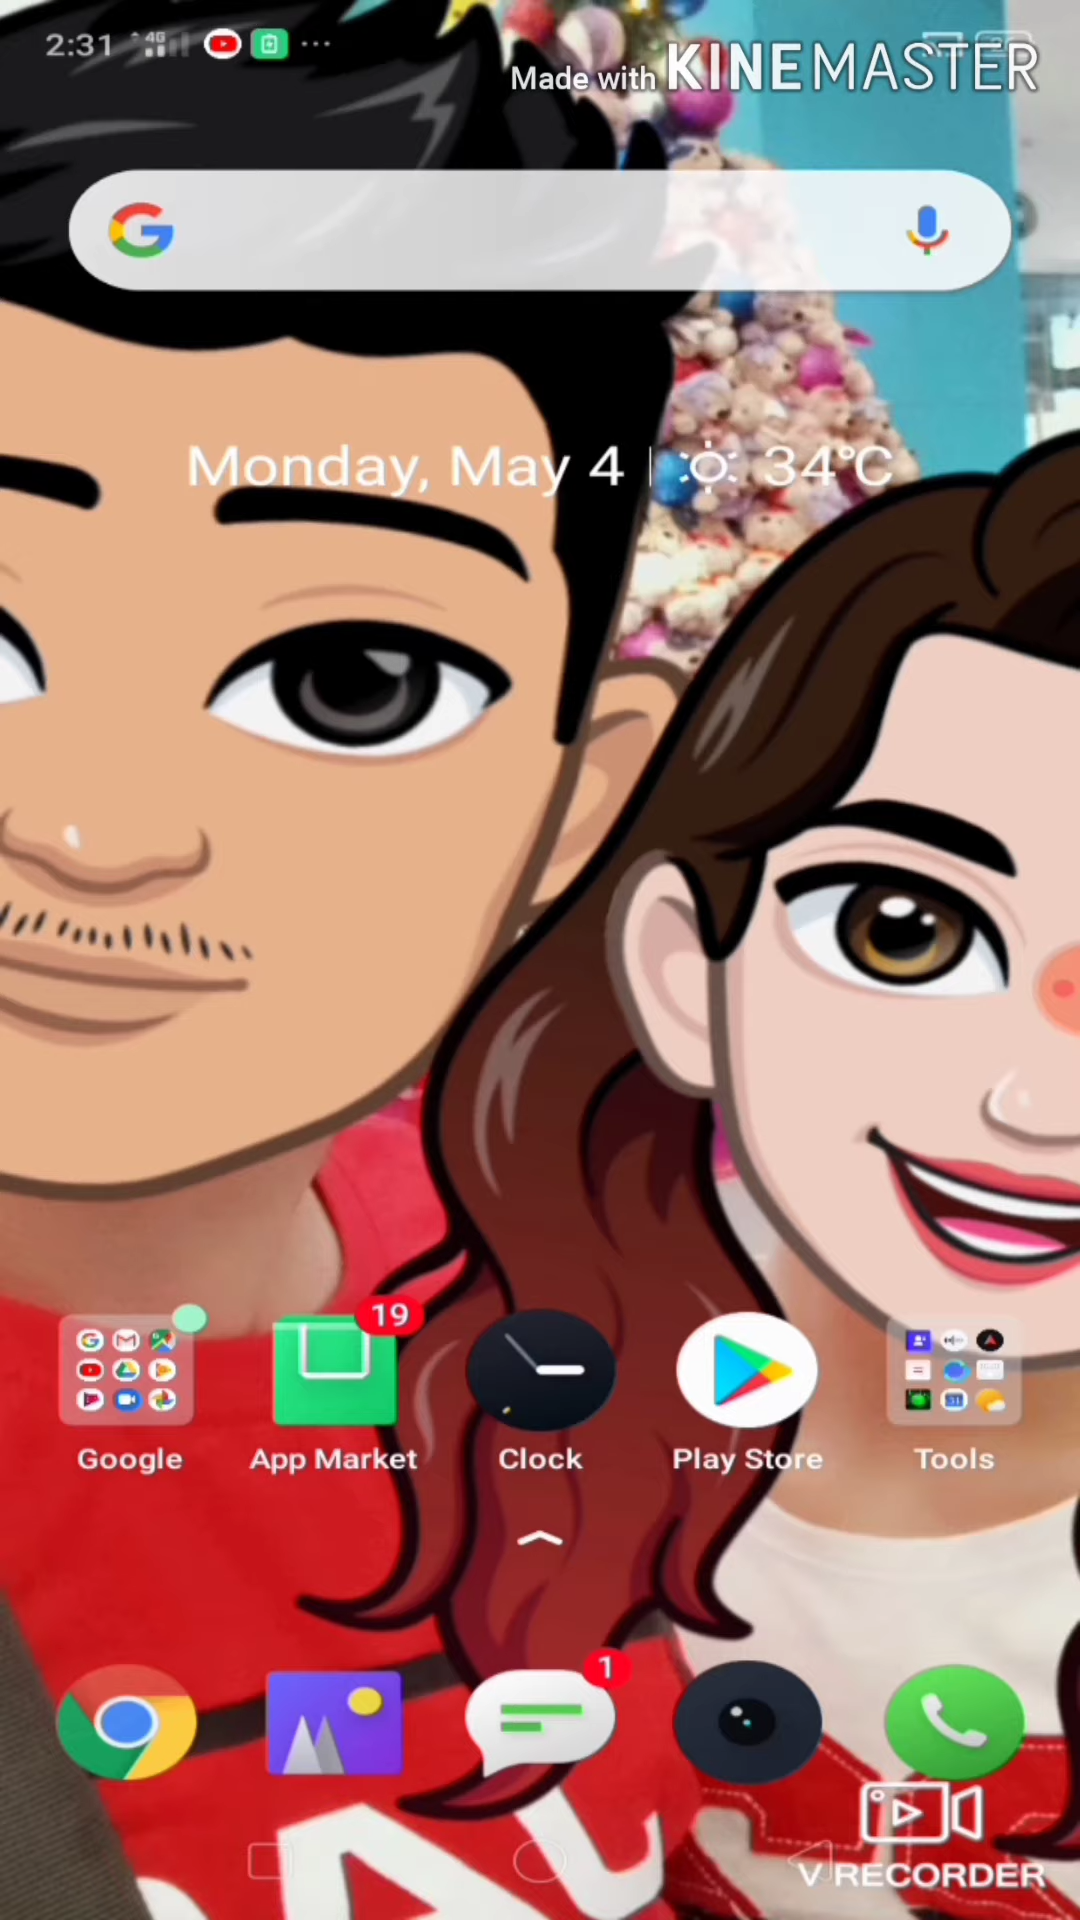 2:31 4G
Made with KINEMASTER
Monday, May 4 | 34°C
19
Google
App Market
Clock
Play Store
Tools
1
V RECORDER